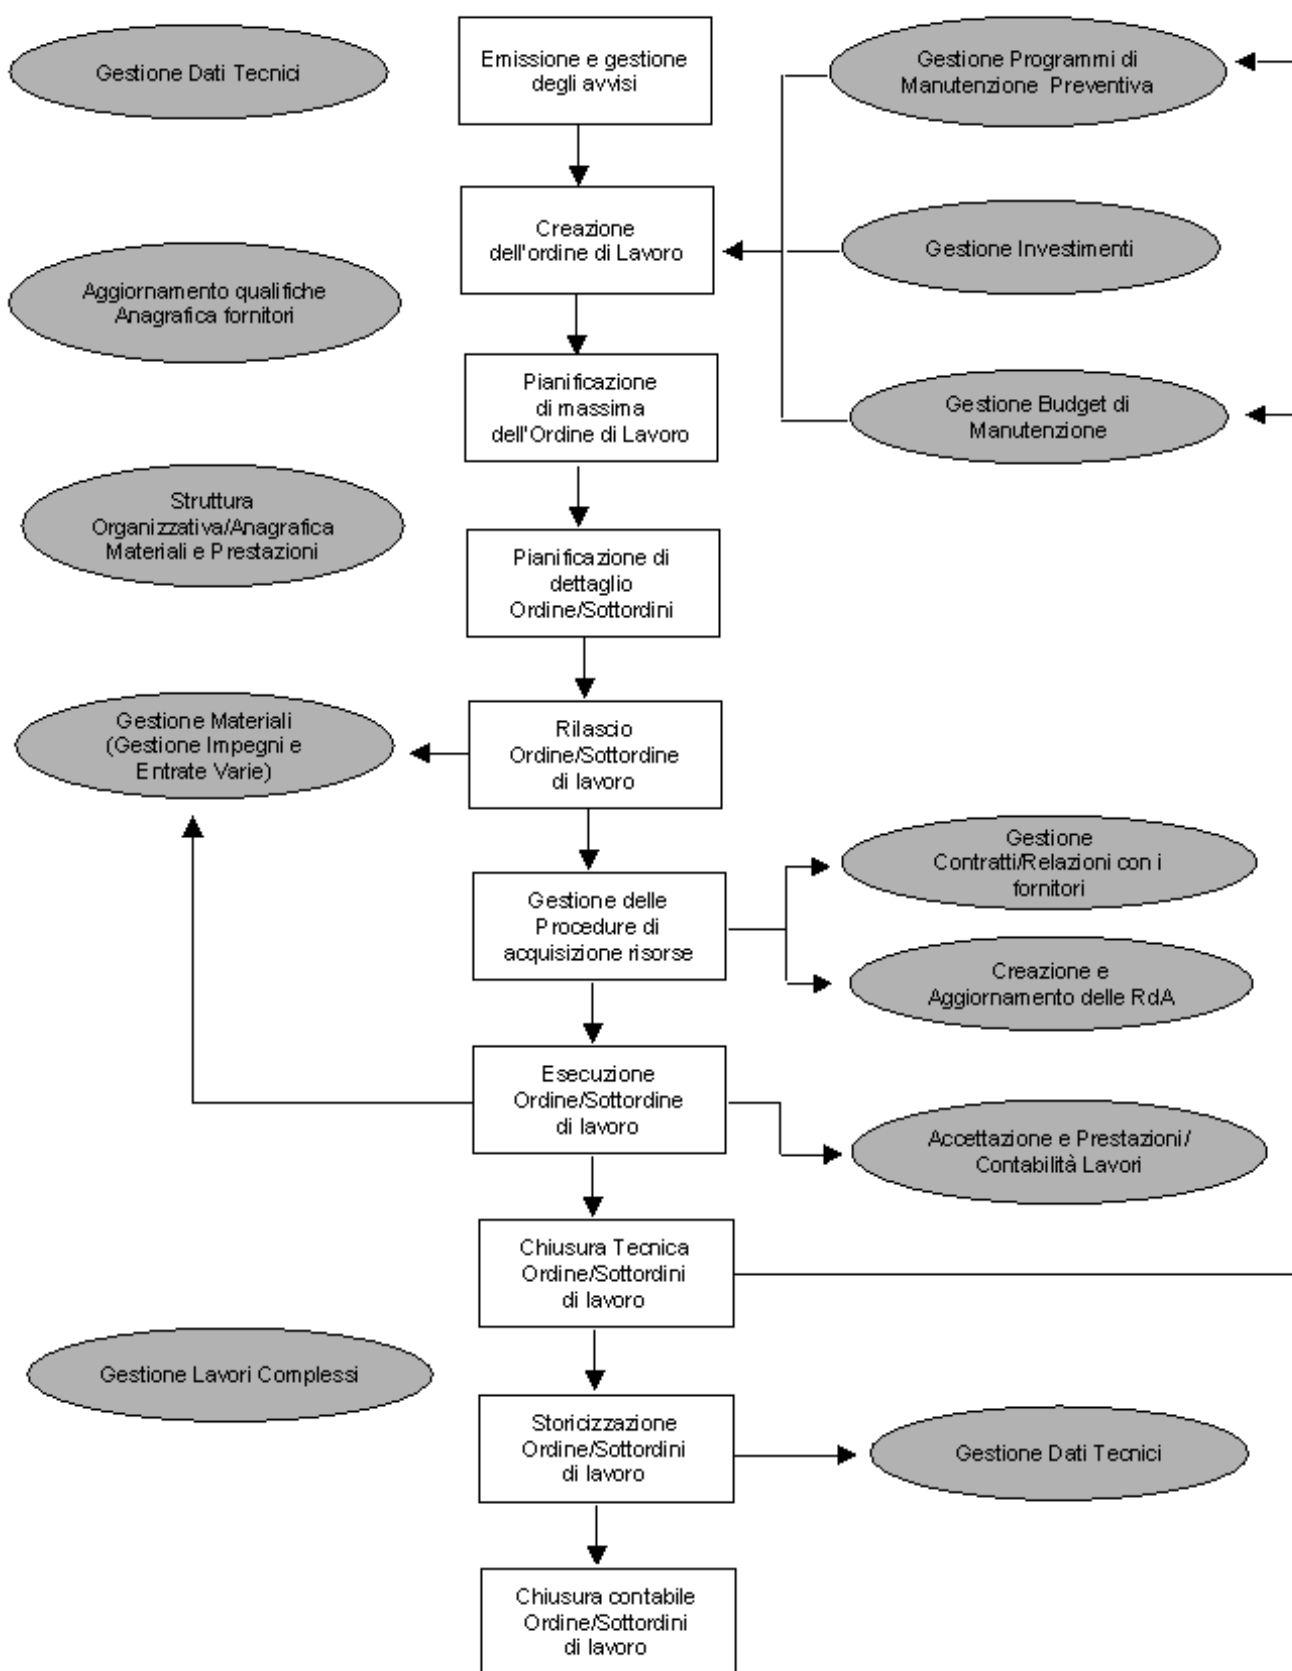 Gestione Dati Tecnici
Emissione e gestione
degli avvisi
Gestione Programmi di
Manutenzione Preventiva
Creazione
dell'ordine di Lavoro
Gestione Investimenti
Aggiornamento qualifiche
Anagrafica fornitori
Pianificazione
di massima
dell'Ordine di Lavoro
Gestione Budget di
Manutenzione
Struttura
Organizzativa/Anagrafica
Materiali e Prestazioni
Pianificazione di
dettaglio
Ordine/Sottordini
Gestione Materiali
(Gestione Impegni e
Entrate Varie)
Rilascio
Ordine/Sottordine
di lavoro
Gestione
Contratti/Relazioni con i
fornitori
Gestione delle
Procedure di
acquisizione risorse
Creazione e
Aggiornamento delle RdA
Esecuzione
Ordine/Sottordine
di lavoro
Accettazione e Prestazioni/
Contabilità Lavori
Chiusura Tecnica
Ordine/Sottordini
di lavoro
Gestione Lavori Complessi
Storicizzazione
Ordine/Sottordini
di lavoro
Gestione Dati Tecnici
Chiusura contabile
Ordine/Sottordini
di lavoro